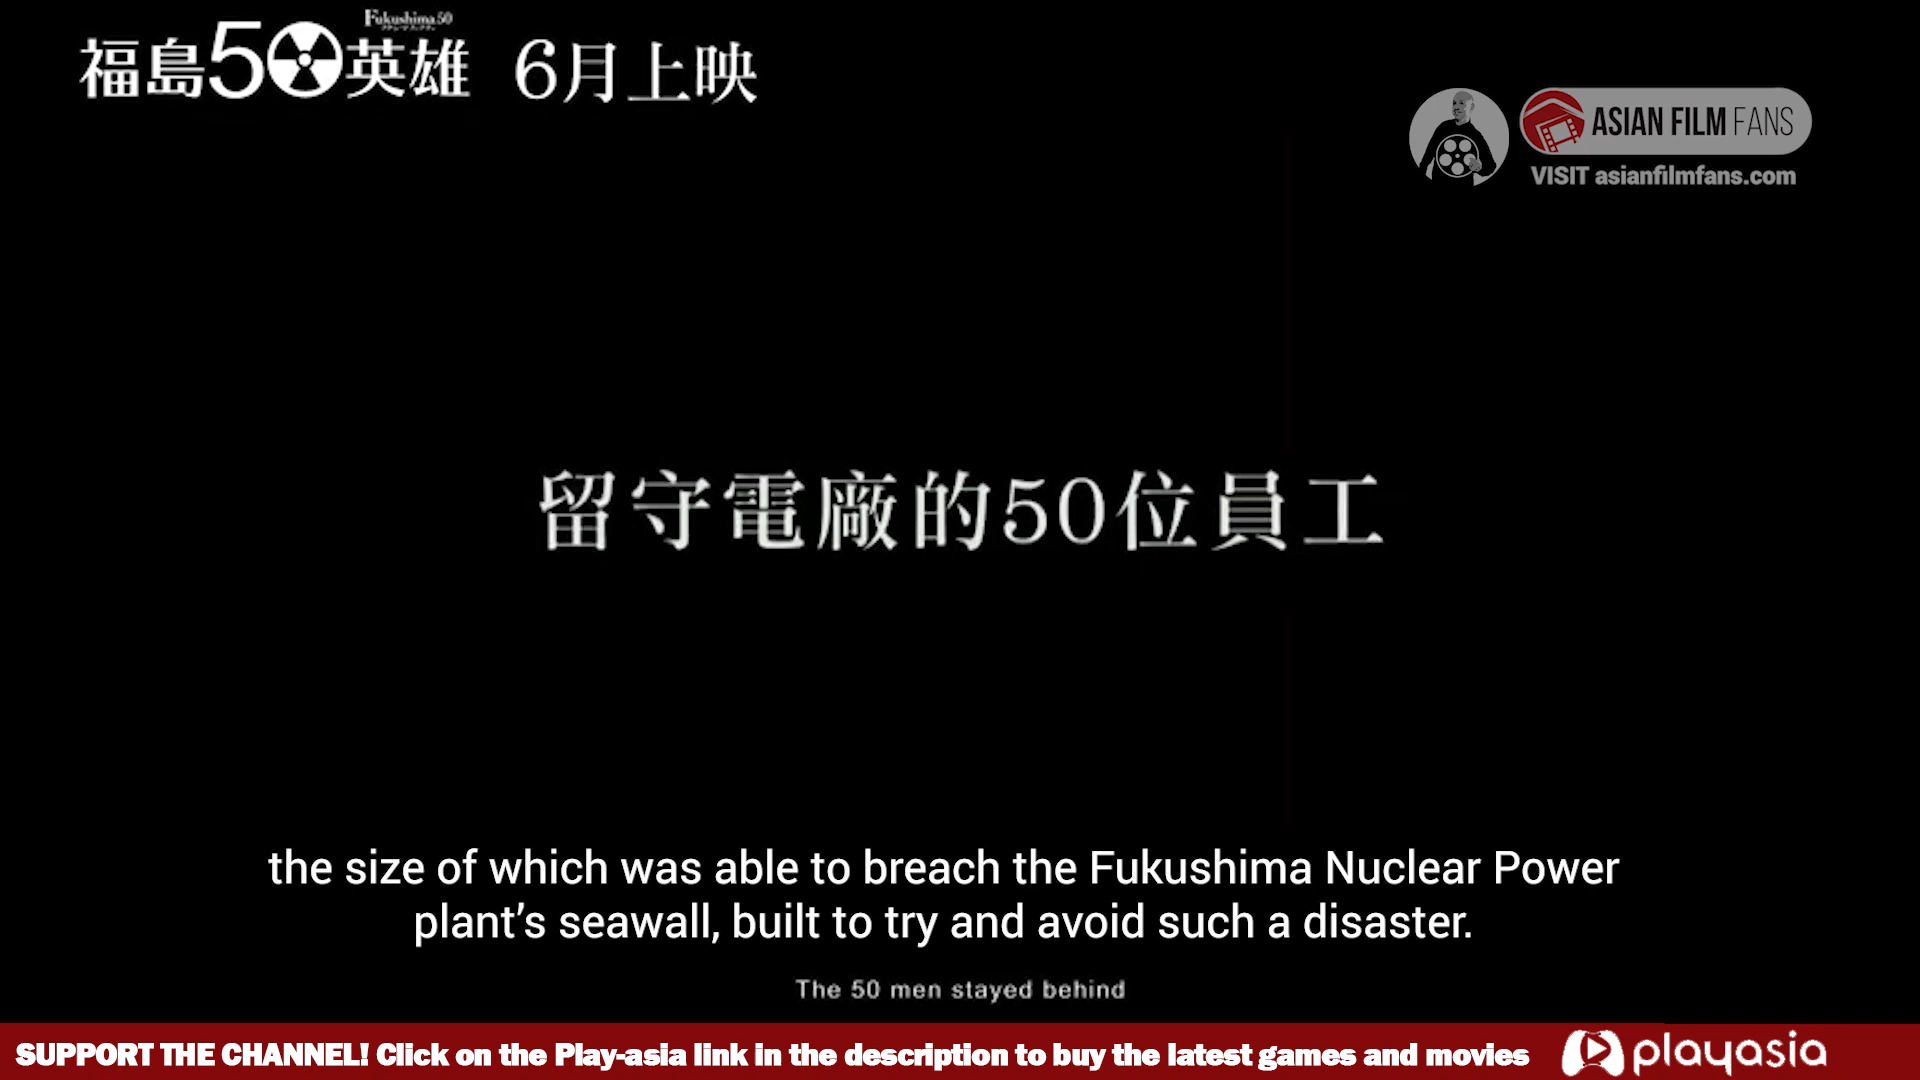 Fukushima 50
福島50英雄 6月上映
ASIAN FILM FANS
VISIT asianfilmfans.com
留守電廠的50位員工
the size of which was able to breach the Fukushima Nuclear Power
plant’s seawall, built to try and avoid such a disaster.
The 50 men stayed behind
SUPPORT THE CHANNEL! Click on the Play-asia link in the description to buy the latest games and movies
playasia